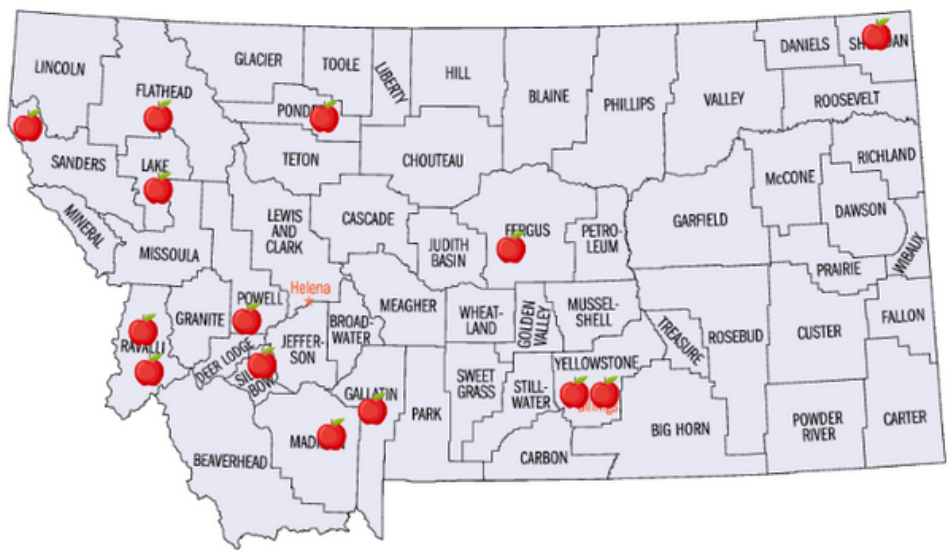 LINCOLN
FLATHEAD
GLACIER
TOOLE
LIBERTY
HILL
BLAINE
PHILLIPS
VALLEY
DANIELS
ROOSEVELT
SANDERS
LAKE
TETON
CHOUTEAU
McCONE
RICHLAND
MINERAL
MISSOULA
LEWIS
AND
CLARK
CASCADE
JUDITH
BASIN
FERGUS
PETRO-
LEUM
GARFIELD
DAWSON
WIBAUX
PRAIRIE
Helena
POWELL
GRANITE
RAVALLI
DEER LODGE
JEFFER-
SON
BROAD-
WATER
MEAGHER
WHEAT-
LAND
GOLDEN
VALLEY
MUSSEL-
SHELL
TREASURE
ROSEBUD
CUSTER
FALLON
BOW
GALLATIN
PARK
SWEET
GRASS
STILL-
WATER
YELLOWSTONE
BIG HORN
POWDER
RIVER
CARTER
BEAVERHEAD
CARBON